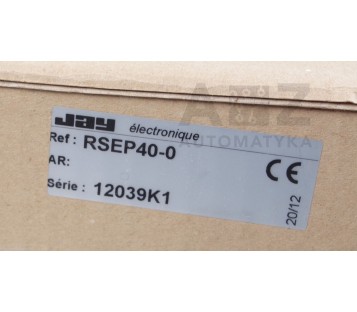 JAY électronique
Ref : RSEP40-0
AR:
CE
Série : 12039K1
20/12
AUTOMATYKA